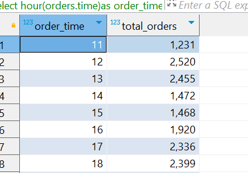 elect hour(orders.time)as order_time
Enter a SQL exp
123 order_time 123 total_orders
1 11 1,231
2 12 2,520
3 13 2,455
4 14 1,472
5 15 1,468
6 16 1,920
7 17 2,336
8 18 2,399